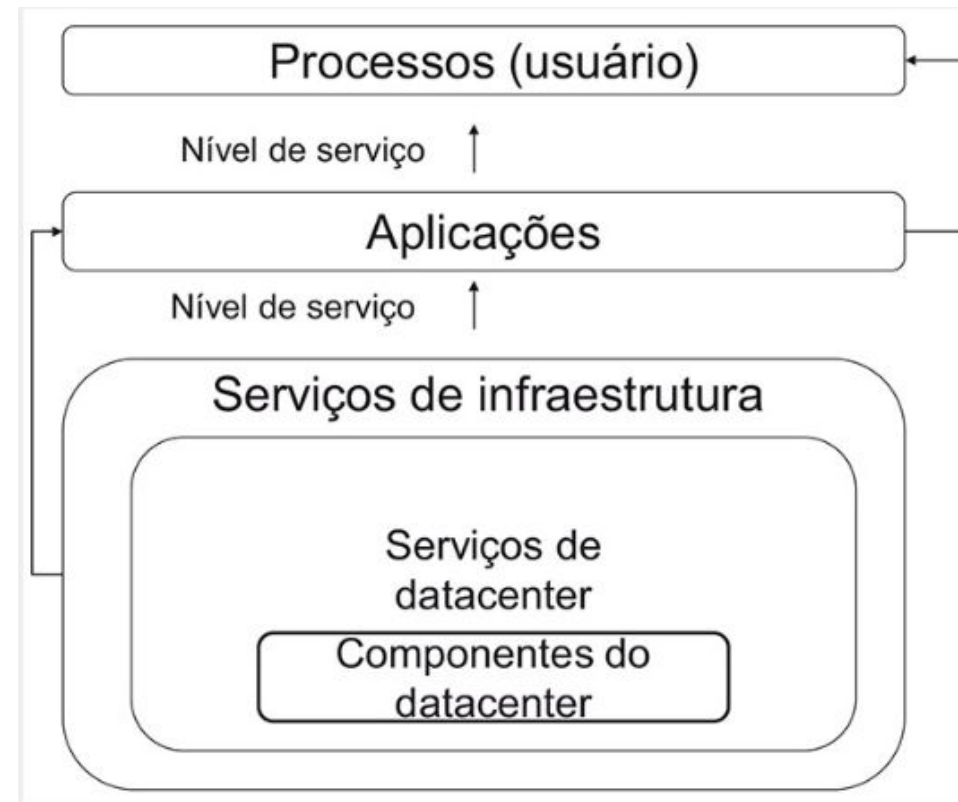 Processos (usuário)
Nível de serviço
Aplicações
Nível de serviço
Serviços de infraestrutura
Serviços de
datacenter
Componentes do
datacenter